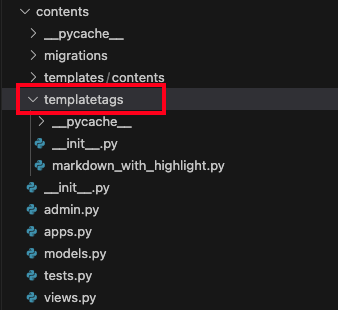 contents
__pycache__
migrations
templates/contents
templatetags
__pycache__
__init__.py
markdown_with_highlight.py
__init__.py
admin.py
apps.py
models.py
tests.py
views.py